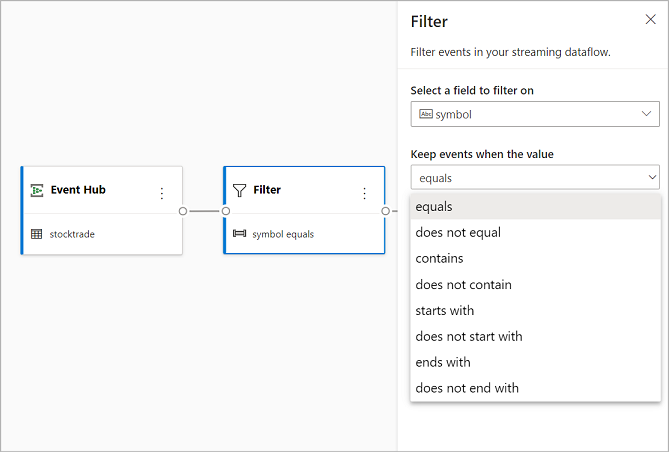 Filter
Filter events in your streaming dataflow.
Select a field to filter on
Abc symbol
Keep events when the value
equals
equals
does not equal
contains
does not contain
starts with
does not start with
ends with
does not end with
Event Hub
stocktrade
Filter
symbol equals